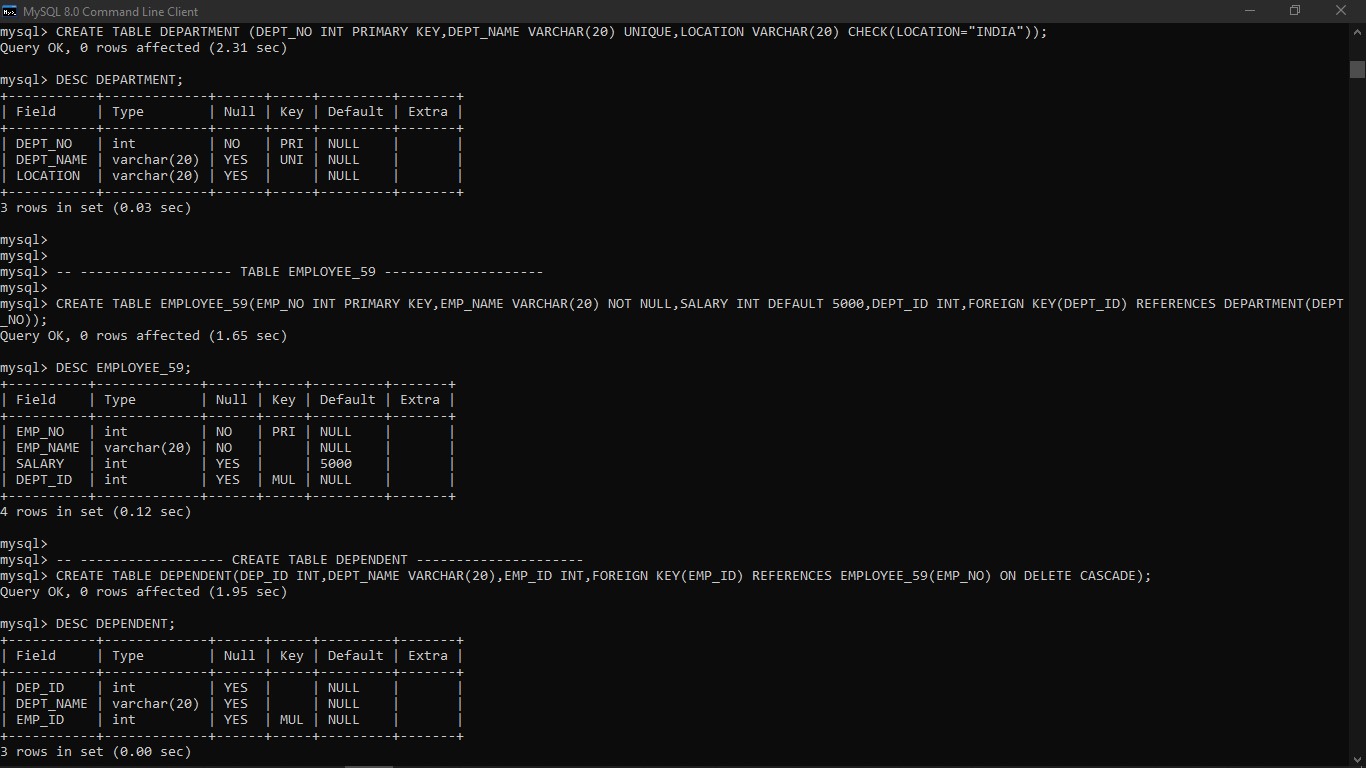 MySQL 8.0 Command Line Client
mysql> CREATE TABLE DEPARTMENT (DEPT_NO INT PRIMARY KEY,DEPT_NAME VARCHAR(20) UNIQUE,LOCATION VARCHAR(20) CHECK(LOCATION="INDIA"));
Query OK, 0 rows affected (2.31 sec)

mysql> DESC DEPARTMENT;
+-----------+-------------+------+-----+---------+-------+
| Field     | Type        | Null | Key | Default | Extra |
+-----------+-------------+------+-----+---------+-------+
| DEPT_NO   | int         | NO   | PRI | NULL    |       |
| DEPT_NAME | varchar(20) | YES  | UNI | NULL    |       |
| LOCATION  | varchar(20) | YES  |     | NULL    |       |
+-----------+-------------+------+-----+---------+-------+
3 rows in set (0.03 sec)

mysql>
mysql>
mysql> -- ------------------- TABLE EMPLOYEE_59 --------------------
mysql>
mysql> CREATE TABLE EMPLOYEE_59(EMP_NO INT PRIMARY KEY,EMP_NAME VARCHAR(20) NOT NULL,SALARY INT DEFAULT 5000,DEPT_ID INT,FOREIGN KEY(DEPT_ID) REFERENCES DEPARTMENT(DEPT
_NO));
Query OK, 0 rows affected (1.65 sec)

mysql> DESC EMPLOYEE_59;
+----------+-------------+------+-----+---------+-------+
| Field    | Type        | Null | Key | Default | Extra |
+----------+-------------+------+-----+---------+-------+
| EMP_NO   | int         | NO   | PRI | NULL    |       |
| EMP_NAME | varchar(20) | NO   |     | NULL    |       |
| SALARY   | int         | YES  |     | 5000    |       |
| DEPT_ID  | int         | YES  | MUL | NULL    |       |
+----------+-------------+------+-----+---------+-------+
4 rows in set (0.12 sec)

mysql>
mysql> -- ------------------ CREATE TABLE DEPENDENT ---------------------
mysql> CREATE TABLE DEPENDENT(DEP_ID INT,DEPT_NAME VARCHAR(20),EMP_ID INT,FOREIGN KEY(EMP_ID) REFERENCES EMPLOYEE_59(EMP_NO) ON DELETE CASCADE);
Query OK, 0 rows affected (1.95 sec)

mysql> DESC DEPENDENT;
+-----------+-------------+------+-----+---------+-------+
| Field     | Type        | Null | Key | Default | Extra |
+-----------+-------------+------+-----+---------+-------+
| DEP_ID    | int         | YES  |     | NULL    |       |
| DEPT_NAME | varchar(20) | YES  |     | NULL    |       |
| EMP_ID    | int         | YES  | MUL | NULL    |       |
+-----------+-------------+------+-----+---------+-------+
3 rows in set (0.00 sec)